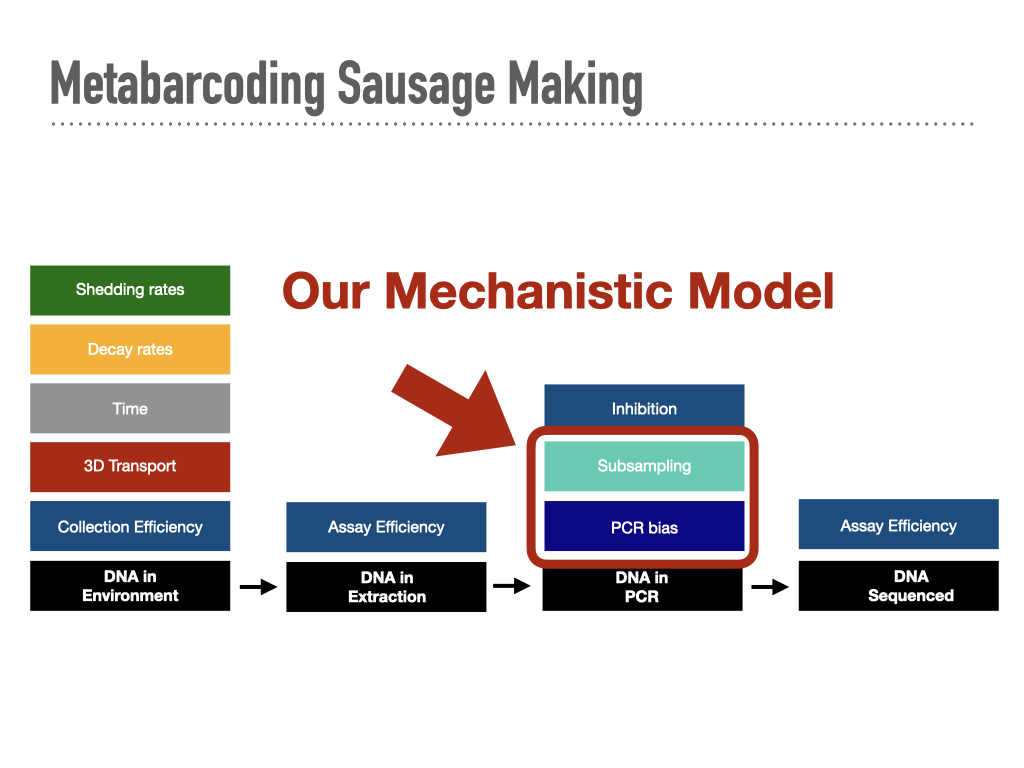 Metabarcoding Sausage Making
Our Mechanistic Model
Shedding rates
Decay rates
Time
3D Transport
Collection Efficiency
DNA in
Environment
Assay Efficiency
DNA in
Extraction
Inhibition
Subsampling
PCR bias
DNA in
PCR
Assay Efficiency
DNA
Sequenced